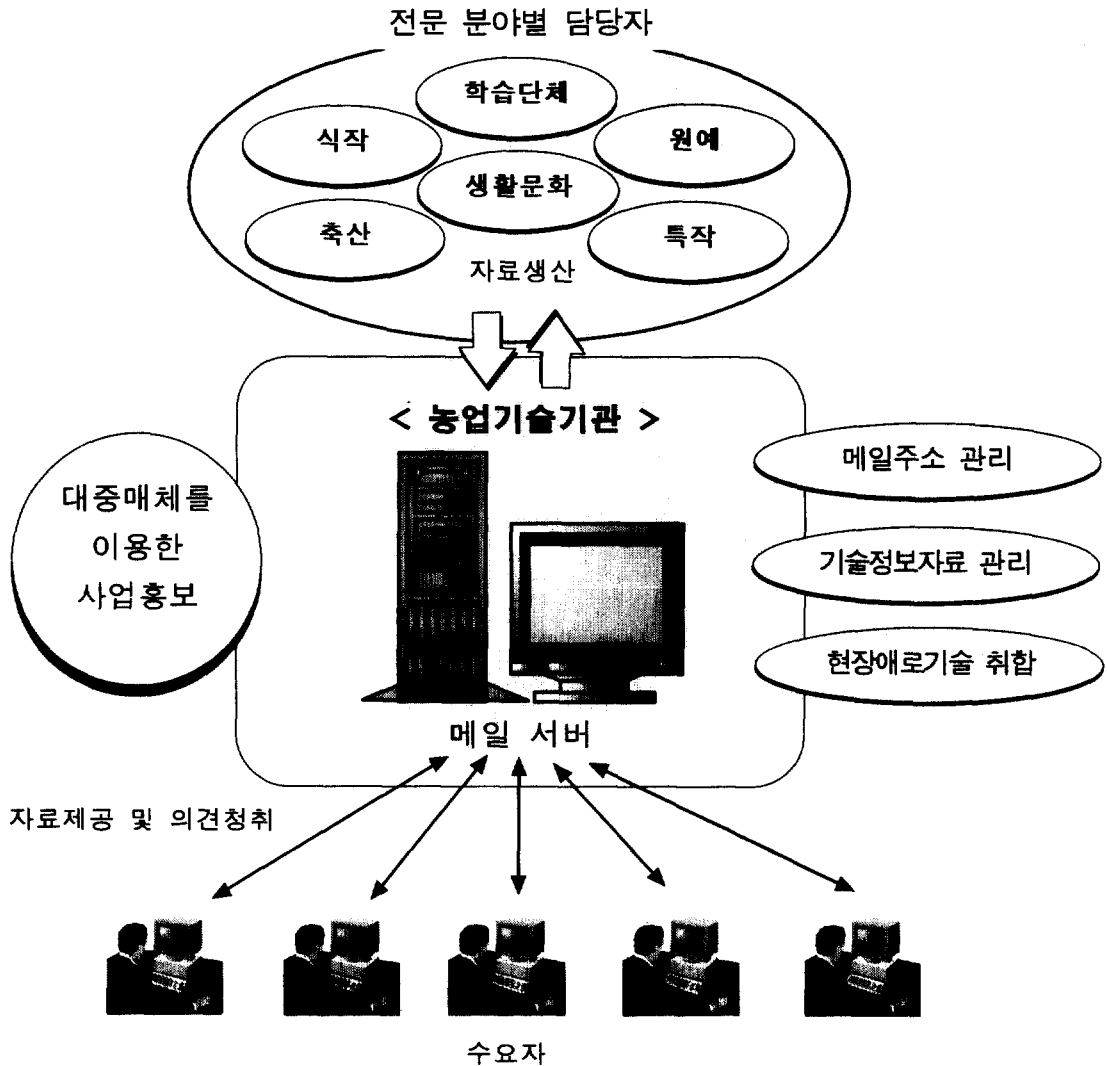 전문 분야별 담당자
학습단체
식작
원예
생활문화
축산
특작
자료생산
< 농업기술기관 >
대중매체를
이용한
사업홍보
메일주소 관리
기술정보자료 관리
현장애로기술 취합
메일 서버
자료제공 및 의견청취
수요자